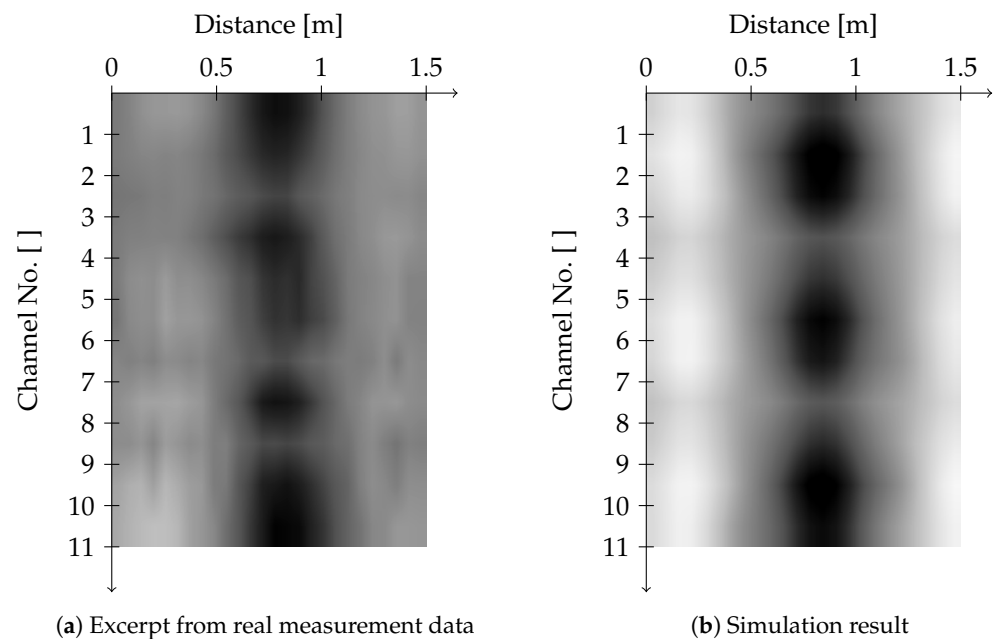 Distance [m]
0 0.5 1 1.5
Channel No. [ ]
1
2
3
4
5
6
7
8
9
10
11
(a) Excerpt from real measurement data
Distance [m]
0 0.5 1 1.5
Channel No. [ ]
1
2
3
4
5
6
7
8
9
10
11
(b) Simulation result